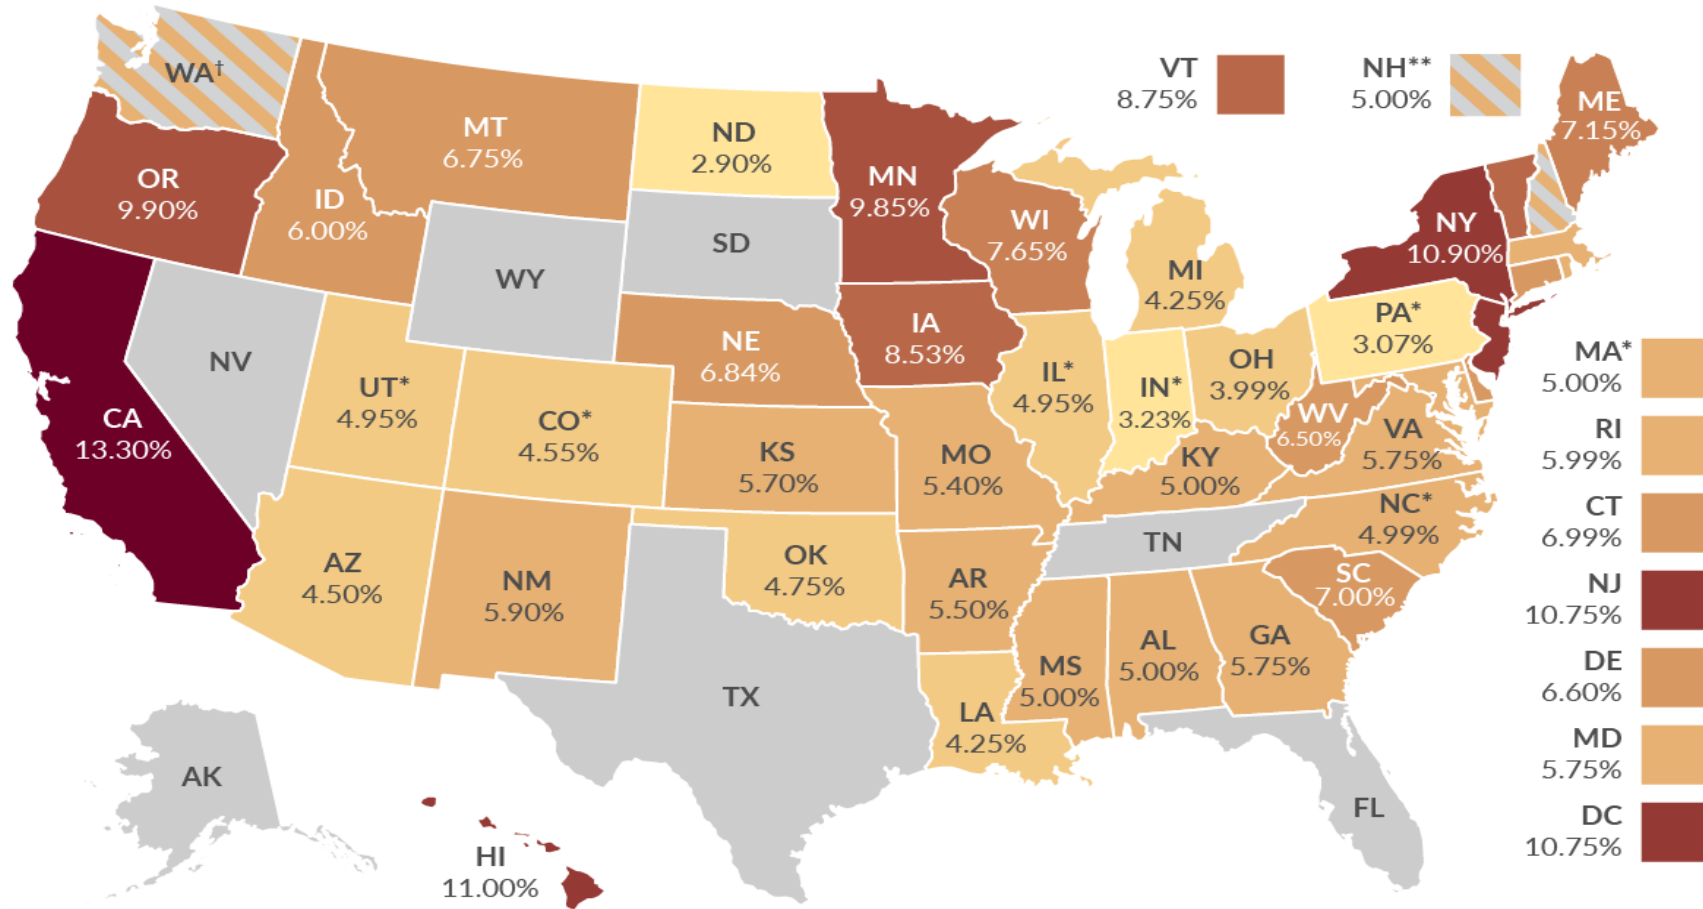 WA†
VT
8.75%
NH**
5.00%
ME
7.15%
MT
6.75%
ND
2.90%
MN
9.85%
OR
9.90%
ID
6.00%
WI
7.65%
NY
10.90%
SD
WY
MI
4.25%
IA
8.53%
PA*
3.07%
NV
NE
6.84%
OH
3.99%
MA*
5.00%
UT*
4.95%
CO*
4.55%
IL*
4.95%
IN*
3.23%
WV
6.50%
VA
5.75%
CA
13.30%
RI
5.99%
KS
5.70%
MO
5.40%
KY
5.00%
NC*
4.99%
CT
6.99%
TN
AZ
4.50%
NM
5.90%
OK
4.75%
AR
5.50%
SC
7.00%
NJ
10.75%
MS
5.00%
AL
5.00%
GA
5.75%
DE
6.60%
TX
LA
4.25%
MD
5.75%
AK
FL
DC
10.75%
HI
11.00%